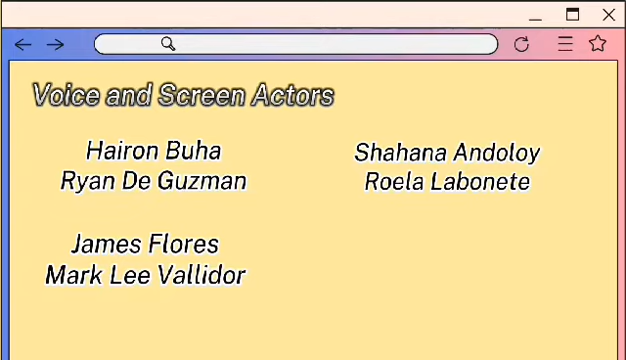 Voice and Screen Actors
Hairon Buha
Ryan De Guzman
Shahana Andoloy
Roela Labonete
James Flores
Mark Lee Vallidor